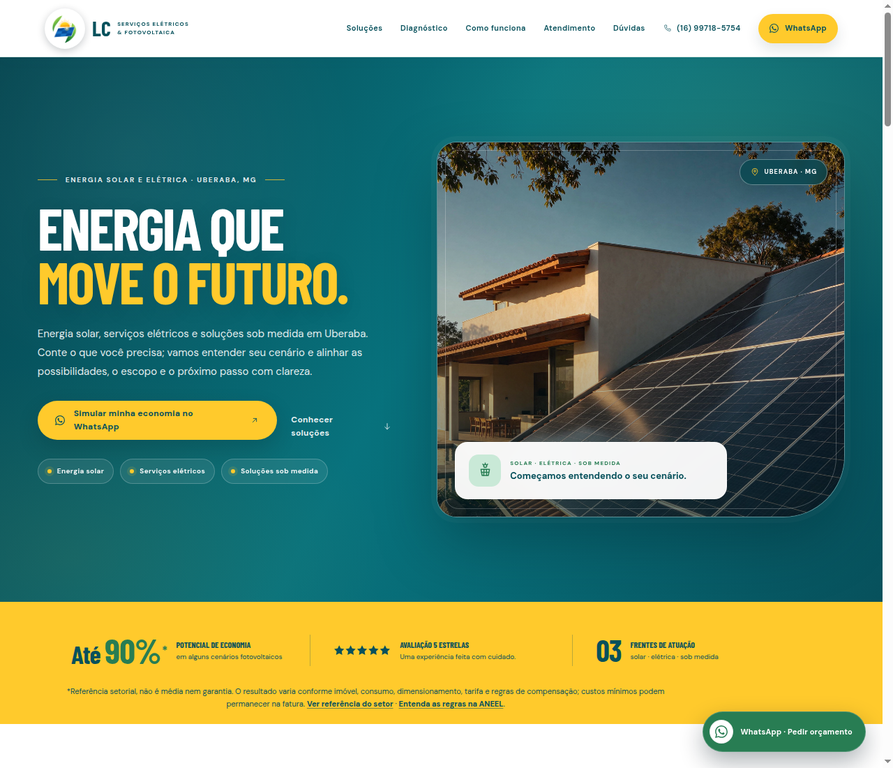 LC
SERVIÇOS ELÉTRICOS
& FOTOVOLTAICA
Soluções
Diagnóstico
Como funciona
Atendimento
Dúvidas
(16) 99718-5754
WhatsApp
ENERGIA SOLAR E ELÉTRICA · UBERABA, MG
ENERGIA QUE
MOVE O FUTURO.
Energia solar, serviços elétricos e soluções sob medida em Uberaba.
Conte o que você precisa; vamos entender seu cenário e alinhar as
possibilidades, o escopo e o próximo passo com clareza.
Simular minha economia no
WhatsApp
Conhecer
soluções
Energia solar
Serviços elétricos
Soluções sob medida
UBERABA · MG
SOLAR · ELÉTRICA · SOB MEDIDA
Começamos entendendo o seu cenário.
Até 90%*
POTENCIAL DE ECONOMIA
em alguns cenários fotovoltaicos
AVALIAÇÃO 5 ESTRELAS
Uma experiência feita com cuidado.
03
FRENTES DE ATUAÇÃO
solar · elétrica · sob medida
*Referência setorial, não é média nem garantia. O resultado varia conforme imóvel, consumo, dimensionamento, tarifa e regras de compensação; custos mínimos podem
permanecer na fatura. Ver referência do setor · Entenda as regras na ANEEL.
WhatsApp · Pedir orçamento